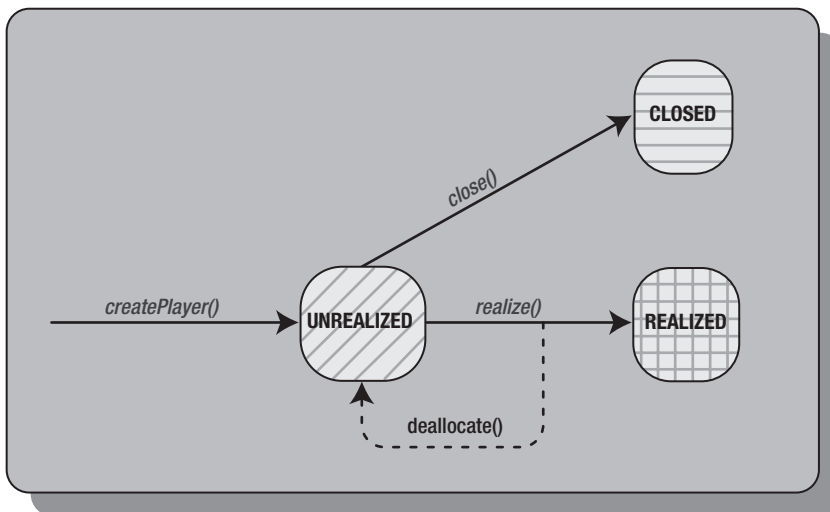 CLOSED
close()
createPlayer()
UNREALIZED
realize()
REALIZED
deallocate()